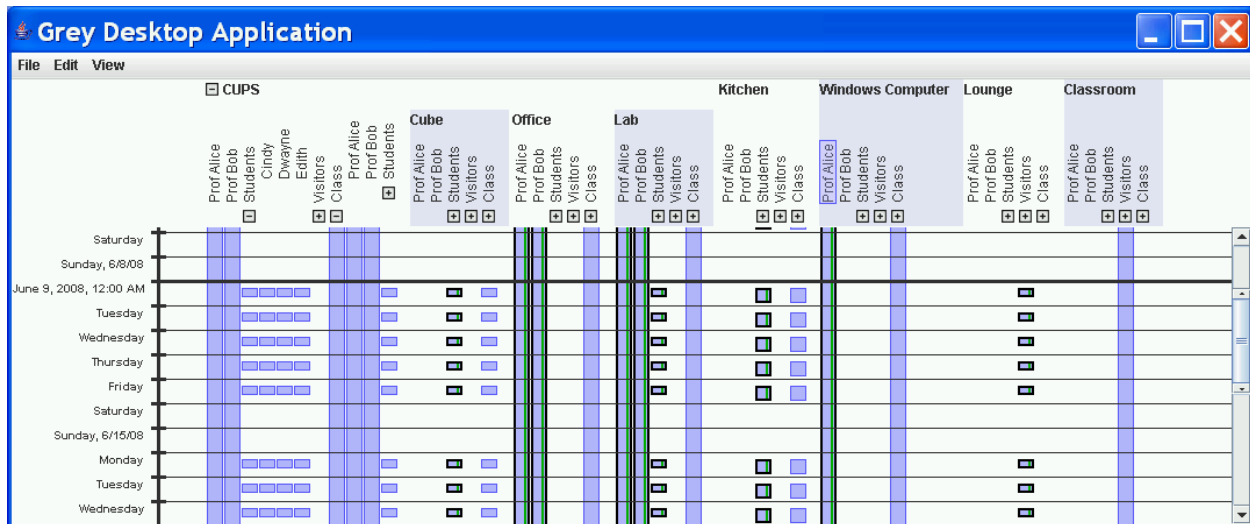 Grey Desktop Application
File Edit View
CUPS Kitchen Windows Computer Lounge Classroom
Cube Office Lab
Prof Alice
Prof Bob
Students
Cindy
Dwayne
Edith
Visitors
Class
Prof Alice
Prof Bob
Students
Prof Alice
Prof Bob
Students
Visitors
Class
Prof Alice
Prof Bob
Students
Visitors
Class
Prof Alice
Prof Bob
Students
Visitors
Class
Prof Alice
Prof Bob
Students
Visitors
Class
Prof Alice
Prof Bob
Students
Visitors
Class
Prof Alice
Prof Bob
Students
Visitors
Class
Prof Alice
Prof Bob
Students
Visitors
Class
Saturday
Sunday, 6/8/08
June 9, 2008, 12:00 AM
Tuesday
Wednesday
Thursday
Friday
Saturday
Sunday, 6/15/08
Monday
Tuesday
Wednesday